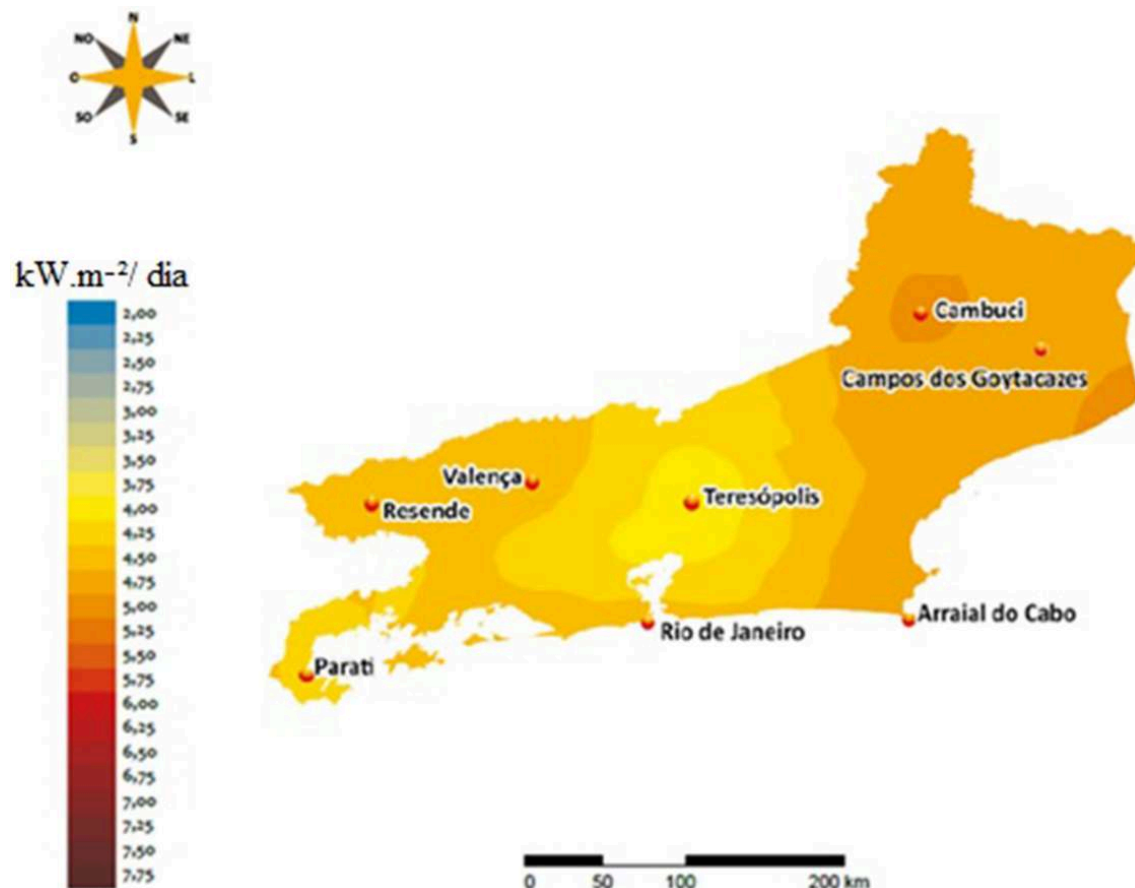 N
NO NE
O L
SO SE
S
kW.m⁻²/ dia
2,00
2,25
2,50
2,75
3,00
3,25
3,50
3,75
4,00
4,25
4,50
4,75
5,00
5,25
5,50
5,75
6,00
6,25
6,50
6,75
7,00
7,25
7,50
7,75
Cambuci
Campos dos Goytacazes
Valença
Resende
Teresópolis
Arraial do Cabo
Rio de Janeiro
Parati
0 50 100 200 km